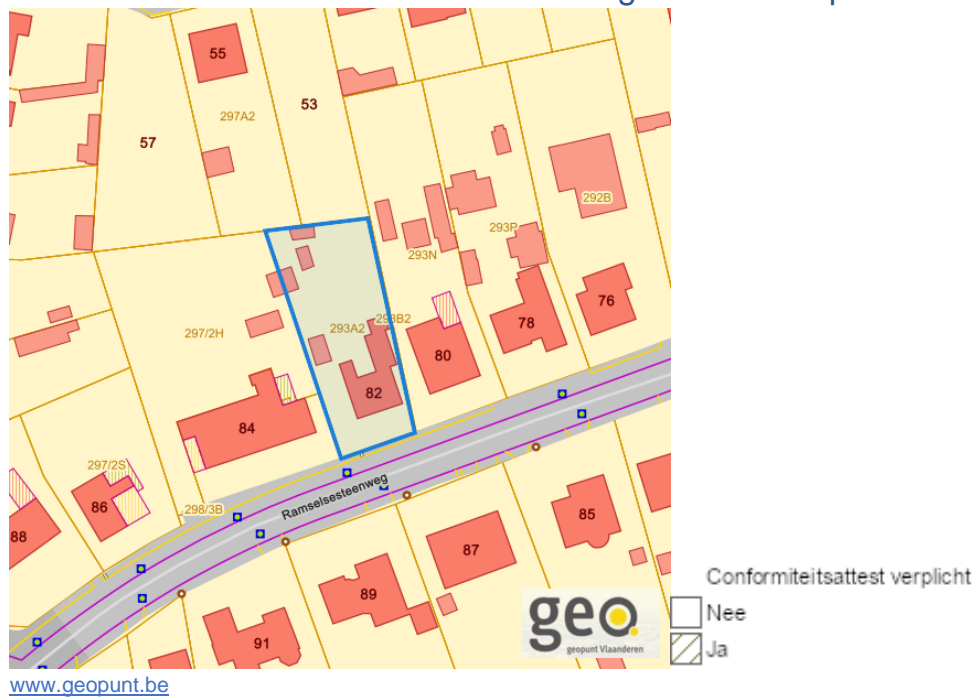 55
53
297A2
57
292B
293P
293N
76
297/2H
293A2
293B2
78
80
82
84
297/2S
86
298/3B
Ramselsesteenweg
88
85
87
89
91
geo.
geopunt Vlaanderen
Conformiteitsattest verplicht
Nee
Ja
www.geopunt.be